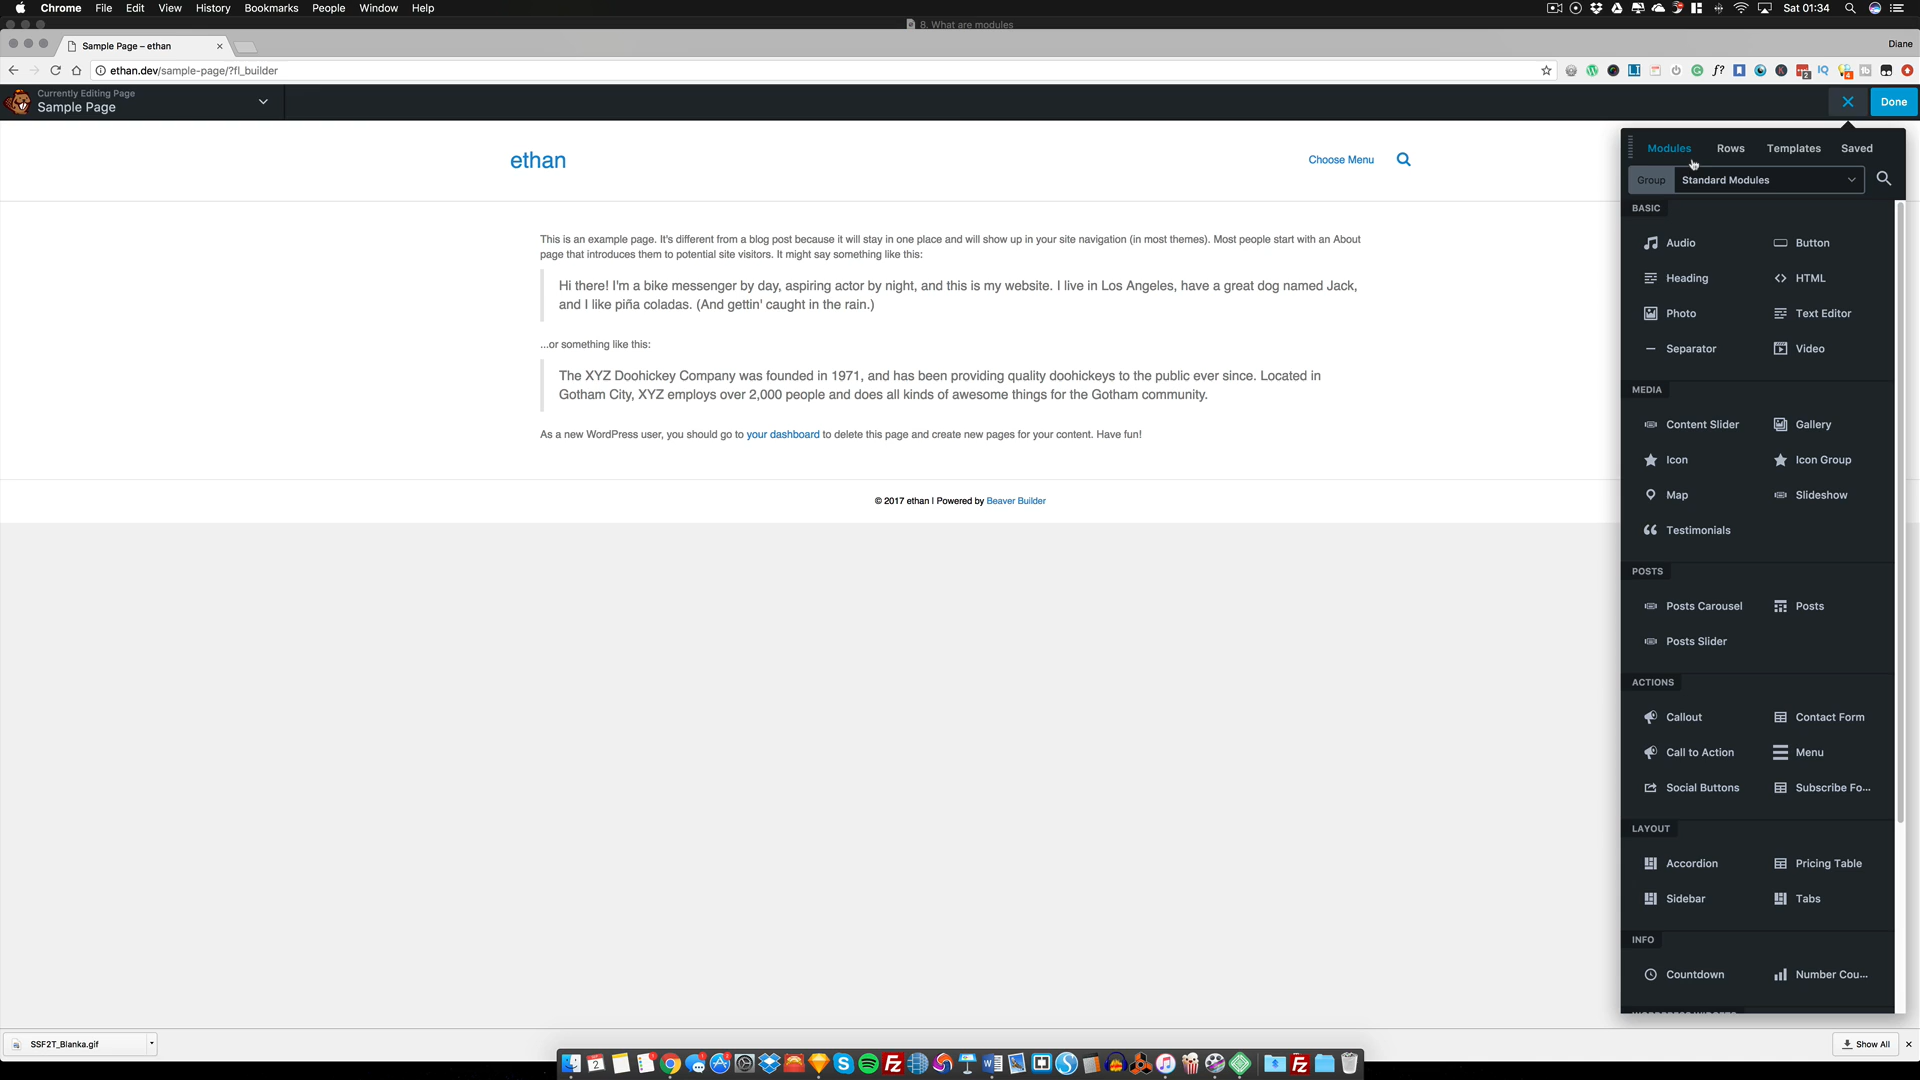 Chrome File Edit View History Bookmarks People Window Help
Sat 01:34
8. What are modules
Sample Page – ethan
Diane
ethan.dev/sample-page/?fl_builder
Currently Editing Page
Sample Page
Done
ethan
Choose Menu
This is an example page. It's different from a blog post because it will stay in one place and will show up in your site navigation (in most themes). Most people start with an About
page that introduces them to potential site visitors. It might say something like this:
Hi there! I'm a bike messenger by day, aspiring actor by night, and this is my website. I live in Los Angeles, have a great dog named Jack,
and I like piña coladas. (And gettin' caught in the rain.)
...or something like this:
The XYZ Doohickey Company was founded in 1971, and has been providing quality doohickeys to the public ever since. Located in
Gotham City, XYZ employs over 2,000 people and does all kinds of awesome things for the Gotham community.
As a new WordPress user, you should go to your dashboard to delete this page and create new pages for your content. Have fun!
© 2017 ethan | Powered by Beaver Builder
Modules Rows Templates Saved
Group Standard Modules
BASIC
Audio Button
Heading HTML
Photo Text Editor
Separator Video
MEDIA
Content Slider Gallery
Icon Icon Group
Map Slideshow
Testimonials
POSTS
Posts Carousel Posts
Posts Slider
ACTIONS
Callout Contact Form
Call to Action Menu
Social Buttons Subscribe Fo...
LAYOUT
Accordion Pricing Table
Sidebar Tabs
INFO
Countdown Number Cou...
SSF2T_Blanka.gif
Show All